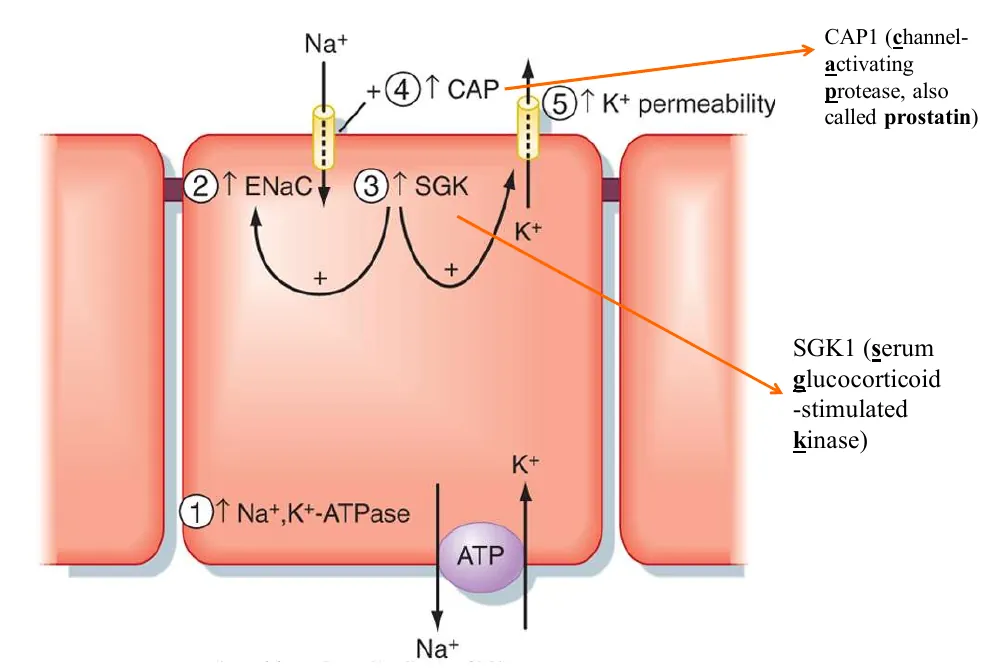 Na⁺
+ ④ ↑ CAP
⑤ ↑ K⁺ permeability
CAP1 (channel-
activating
protease, also
called prostatin)
② ↑ ENaC
③ ↑ SGK
K⁺
+
+
SGK1 (serum
glucocorticoid
-stimulated
kinase)
K⁺
① ↑ Na⁺,K⁺-ATPase
ATP
Na⁺